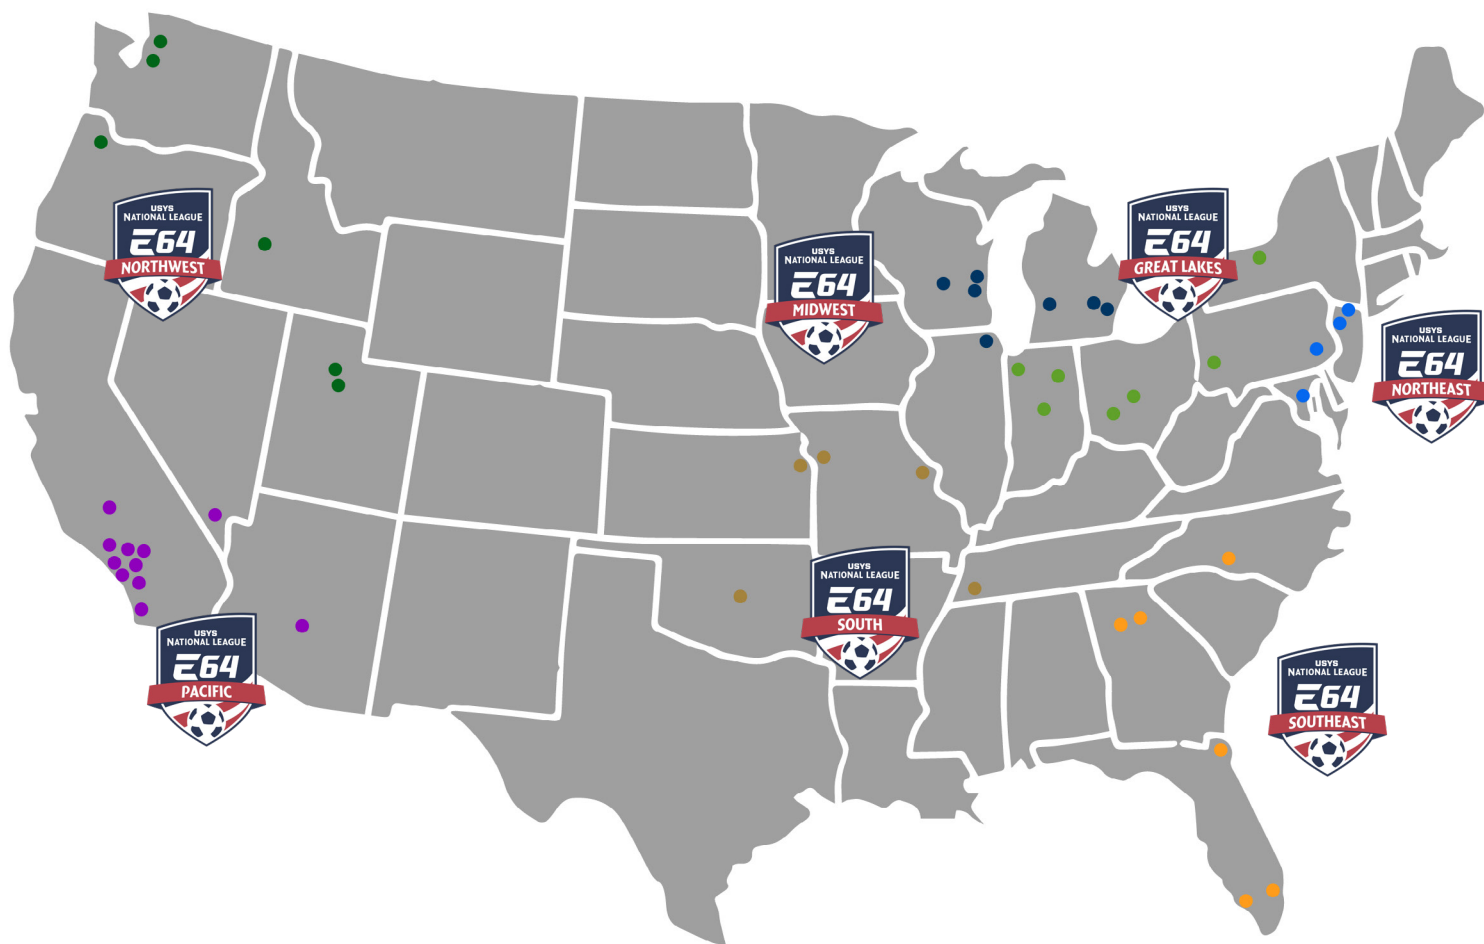 USYS
NATIONAL LEAGUE
E64
NORTHWEST
USYS
NATIONAL LEAGUE
E64
GREAT LAKES
USYS
NATIONAL LEAGUE
E64
MIDWEST
USYS
NATIONAL LEAGUE
E64
NORTHEAST
USYS
NATIONAL LEAGUE
E64
SOUTH
USYS
NATIONAL LEAGUE
E64
PACIFIC
USYS
NATIONAL LEAGUE
E64
SOUTHEAST